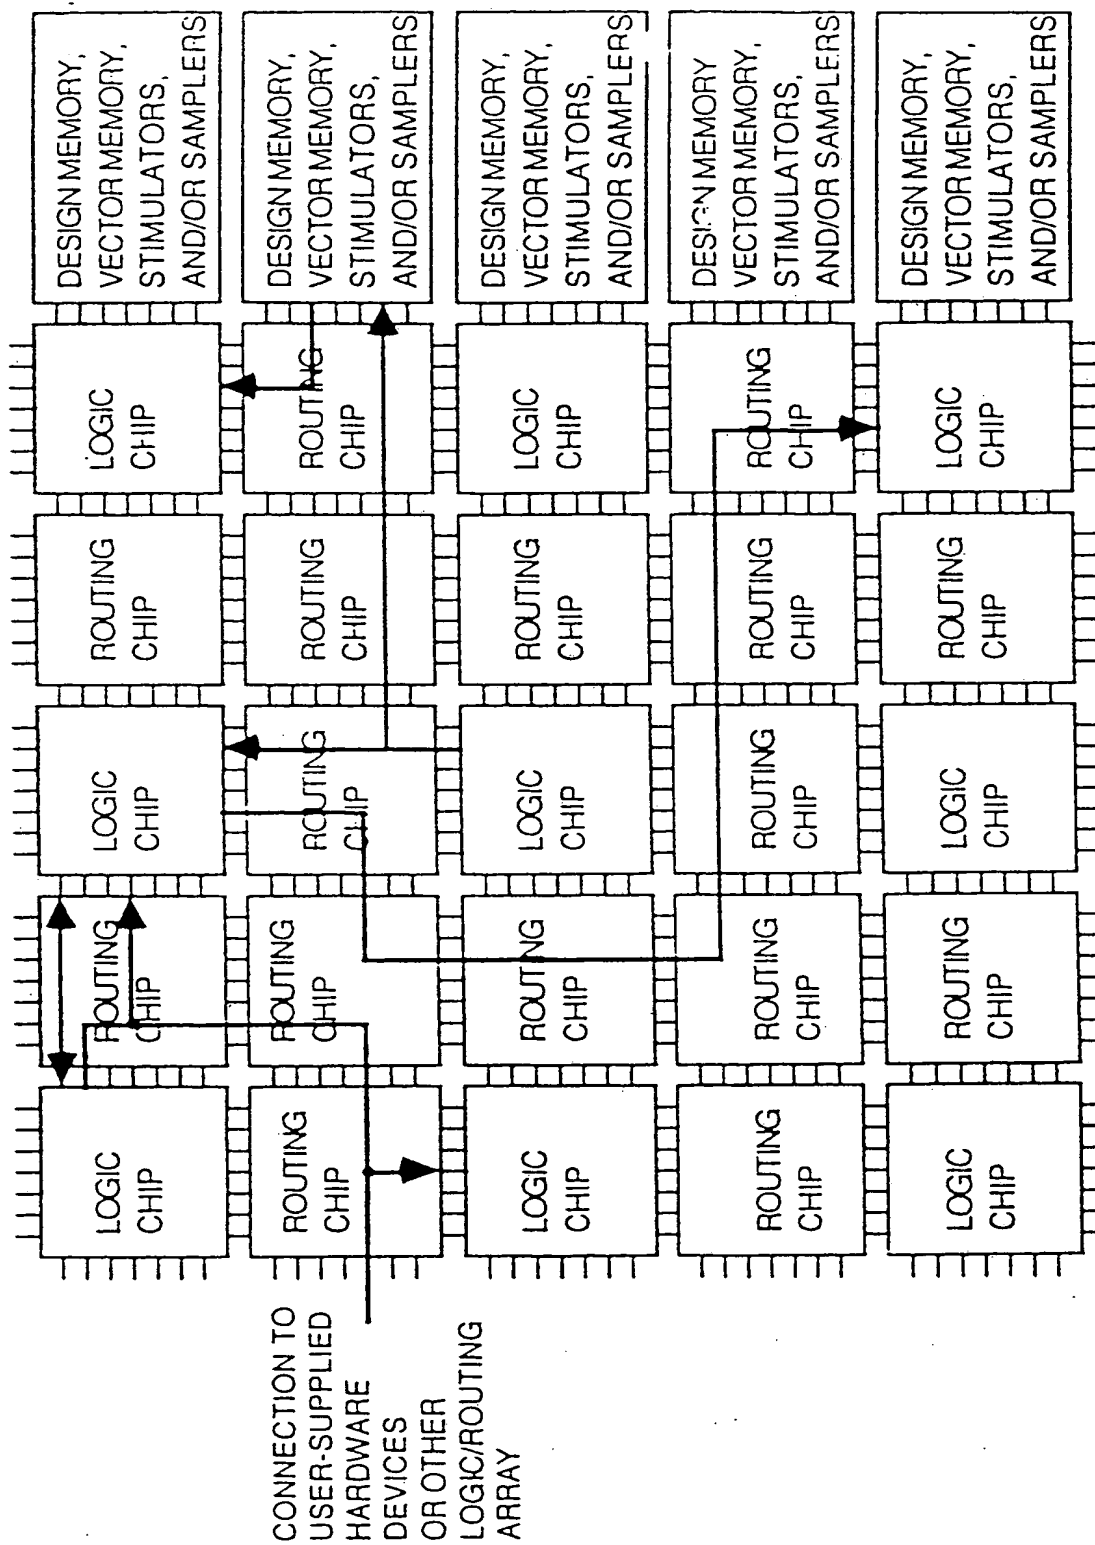 LOGIC
CHIP
ROUTING
CHIP
LOGIC
CHIP
ROUTING
CHIP
LOGIC
CHIP
DESIGN MEMORY,
VECTOR MEMORY,
STIMULATORS,
AND/OR SAMPLERS
CONNECTION TO
USER-SUPPLIED
HARDWARE
DEVICES
OR OTHER
LOGIC/ROUTING
ARRAY
ROUTING
CHIP
ROUTING
CHIP
ROUTING
CHIP
ROUTING
CHIP
ROUTING
CHIP
DESIGN MEMORY,
VECTOR MEMORY,
STIMULATORS,
AND/OR SAMPLERS
LOGIC
CHIP
ROUTING
CHIP
LOGIC
CHIP
ROUTING
CHIP
LOGIC
CHIP
DESIGN MEMORY,
VECTOR MEMORY,
STIMULATORS,
AND/OR SAMPLERS
ROUTING
CHIP
ROUTING
CHIP
ROUTING
CHIP
ROUTING
CHIP
ROUTING
CHIP
DESIGN MEMORY
VECTOR MEMORY,
STIMULATORS,
AND/OR SAMPLERS
LOGIC
CHIP
ROUTING
CHIP
LOGIC
CHIP
ROUTING
CHIP
LOGIC
CHIP
DESIGN MEMORY,
VECTOR MEMORY,
STIMULATORS,
AND/OR SAMPLERS